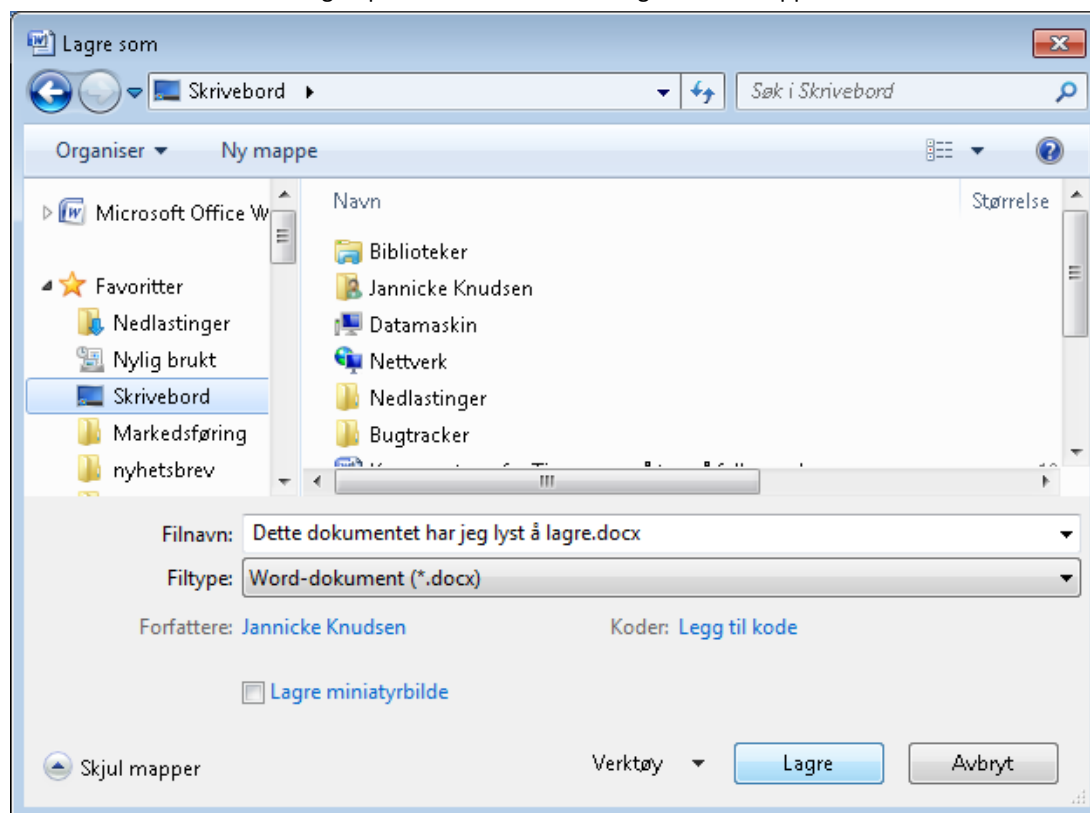 Lagre som
Skrivebord
Søk i Skrivebord
Organiser Ny mappe
Microsoft Office W
Navn Størrelse
Biblioteker
Favoritter Jannicke Knudsen
Nedlastinger Datamaskin
Nylig brukt Nettverk
Skrivebord Nedlastinger
Markedsføring Bugtracker
nyhetsbrev
Filnavn: Dette dokumentet har jeg lyst å lagre.docx
Filtype: Word-dokument (*.docx)
Forfattere: Jannicke Knudsen Koder: Legg til kode
Lagre miniatyrbilde
Skjul mapper Verktøy Lagre Avbryt